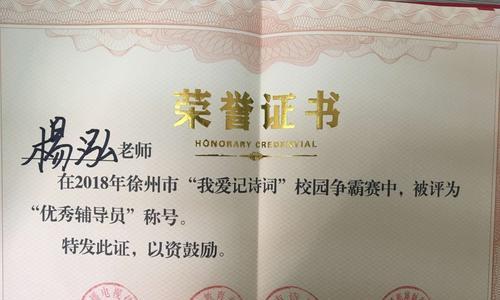 荣誉证书
HONORARY CREDENTIAL
楊泓老师
在2018年徐州市“我爱记诗词”校园争霸赛中，被评为
“优秀辅导员”称号。
特发此证，以资鼓励。